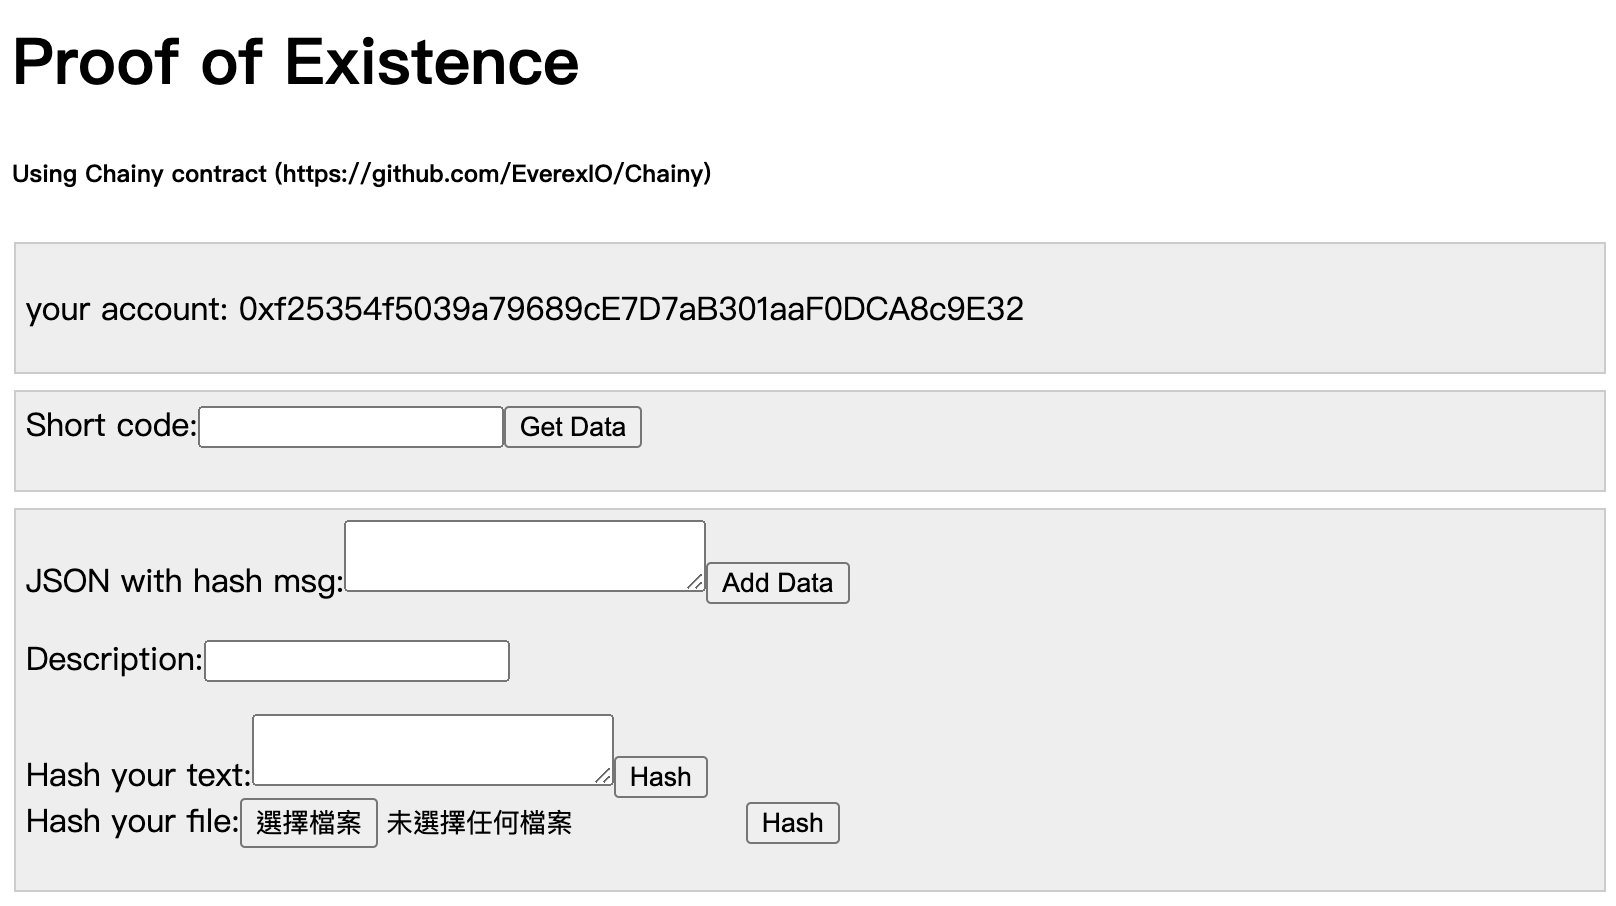 Proof of Existence
Using Chainy contract (https://github.com/EverexIO/Chainy)
your account: 0xf25354f5039a79689cE7D7aB301aaF0DCA8c9E32
Short code: Get Data
JSON with hash msg: Add Data
Description:
Hash your text: Hash
Hash your file: 選擇檔案 未選擇任何檔案 Hash